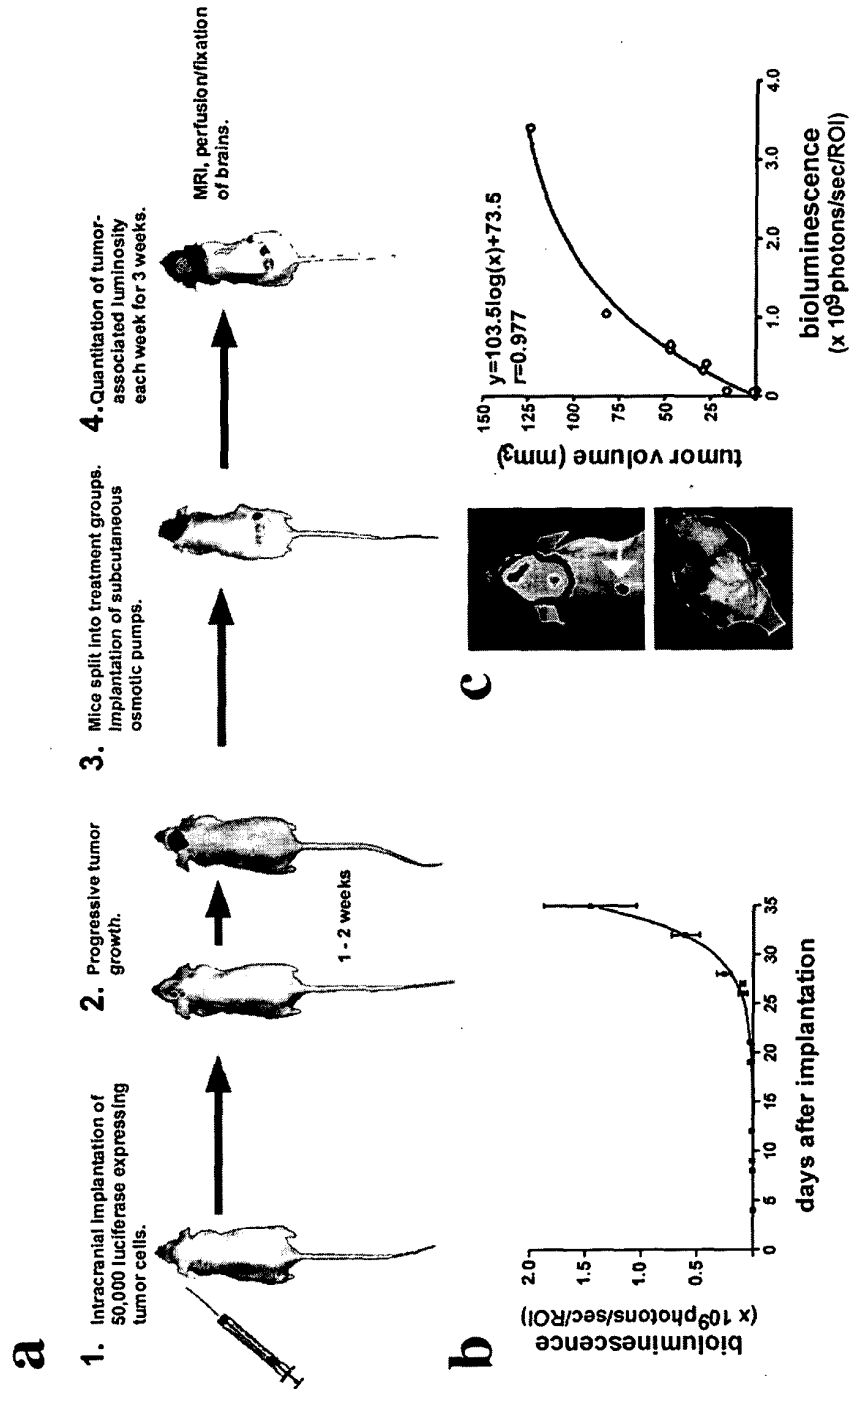 a
1. Intracranial implantation of
50,000 luciferase expressing
tumor cells.
2. Progressive tumor
growth.
1 - 2 weeks
3. Mice split into treatment groups.
Implantation of subcutaneous
osmotic pumps.
4. Quantitation of tumor-
associated luminosity
each week for 3 weeks.
MRI, perfusion/fixation
of brains.
b
bioluminescence
(x 10⁹photons/sec/ROI)
2.0
1.5
1.0
0.5
0
5
10
15
20
25
30
35
days after implantation
c
tumor volume (mm₃)
150
125
100
75
50
25
y=103.5log(x)+73.5
r=0.977
0
1.0
2.0
3.0
4.0
bioluminescence
(x 10⁹photons/sec/ROI)